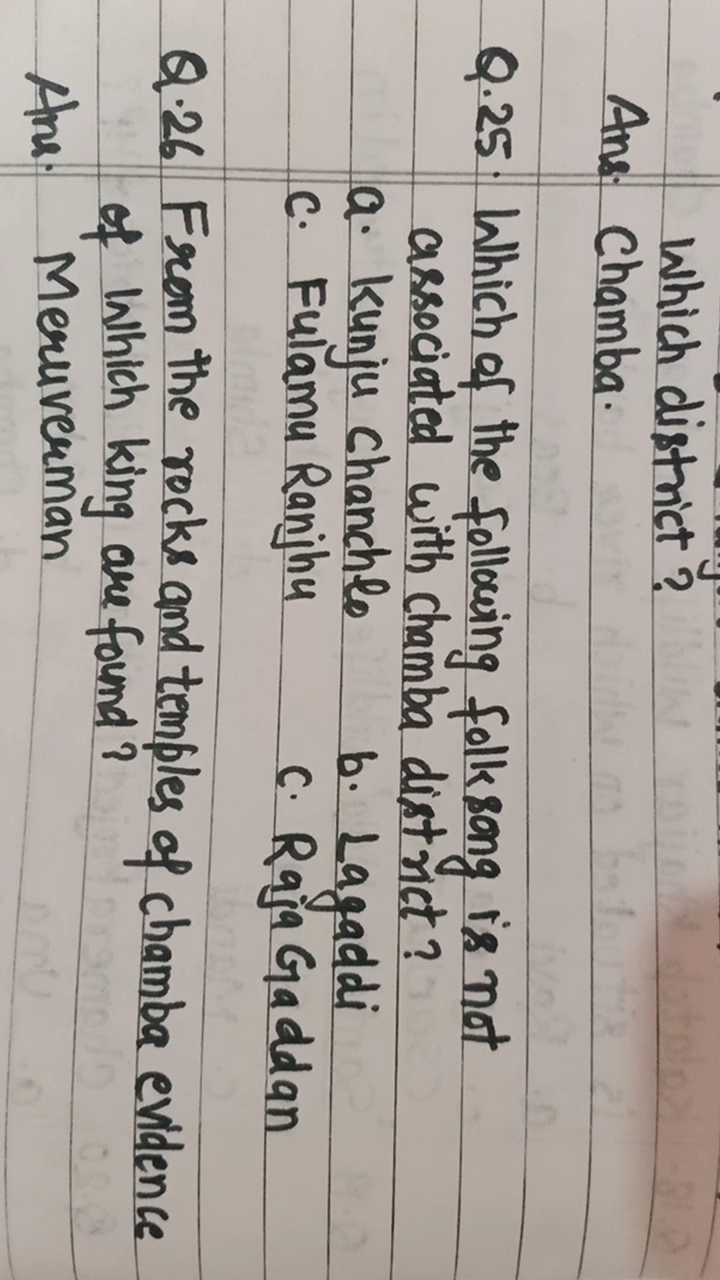 which district?
Ans. Chamba.
Q.25. Which of the following folksong is not
associated with chamba district?
a. kunju chanchlo b. Lagaddi
c. Fulamu Ranjhu c. Raja Gaddan
Q.26 From the rocks and temples of chamba evidence
of which king are found?
Ans. Meruverman